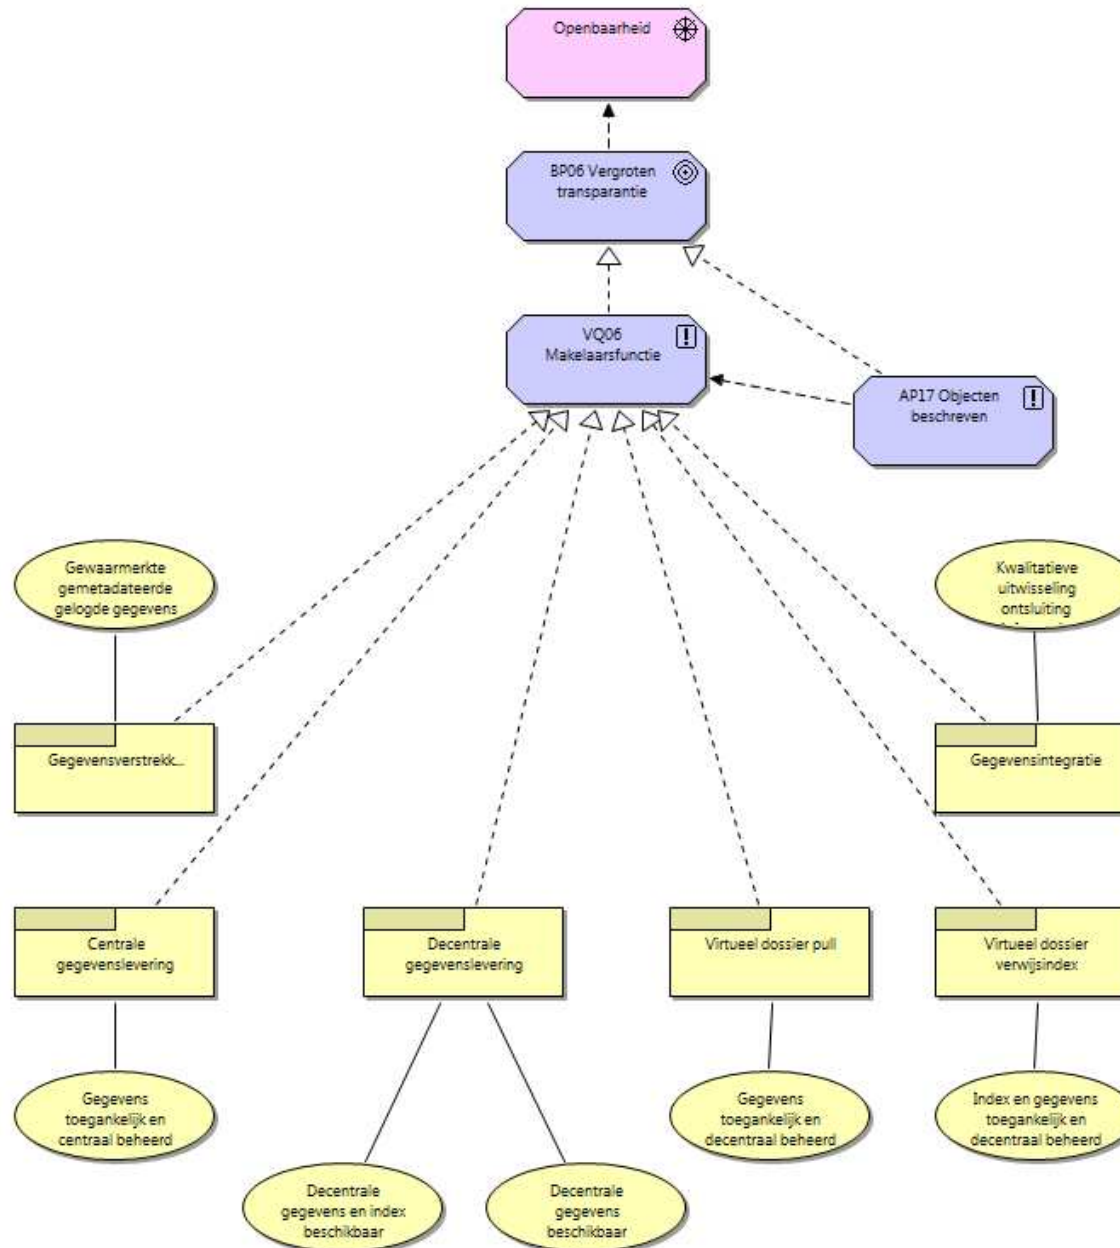 Openbaarheid
BP06 Vergroten
transparantie
VQ06
Makelaarsfunctie
AP17 Objecten
beschreven
Gewaarmerkte
gemetadateerde
gelogde gegevens
Kwalitatieve
uitwisseling
ontsluiting
Gegevensverstrekk...
Gegevensintegratie
Centrale
gegevenslevering
Decentrale
gegevenslevering
Virtueel dossier pull
Virtueel dossier
verwijsindex
Gegevens
toegankelijk en
centraal beheerd
Gegevens
toegankelijk en
decentraal beheerd
Index en gegevens
toegankelijk en
decentraal beheerd
Decentrale
gegevens en index
beschikbaar
Decentrale
gegevens
beschikbaar